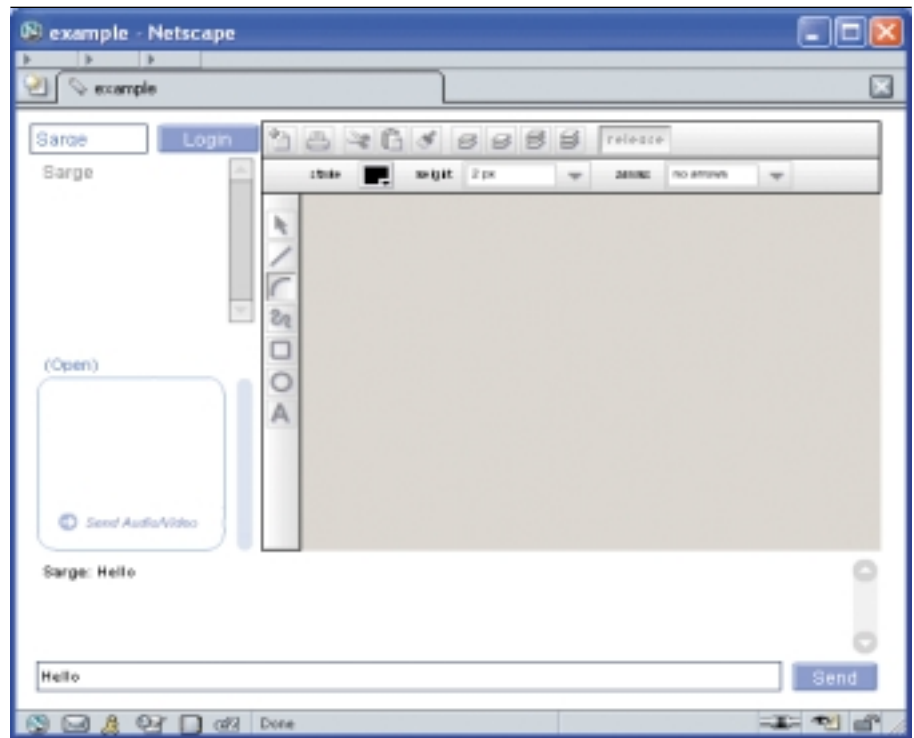 example - Netscape
example
Sarge
Login
release
Sarge
stroke
weight
2 px
arrows
no arrows
A
(Open)
Send Audio/Video
Sarge: Hello
Hello
Send
Done